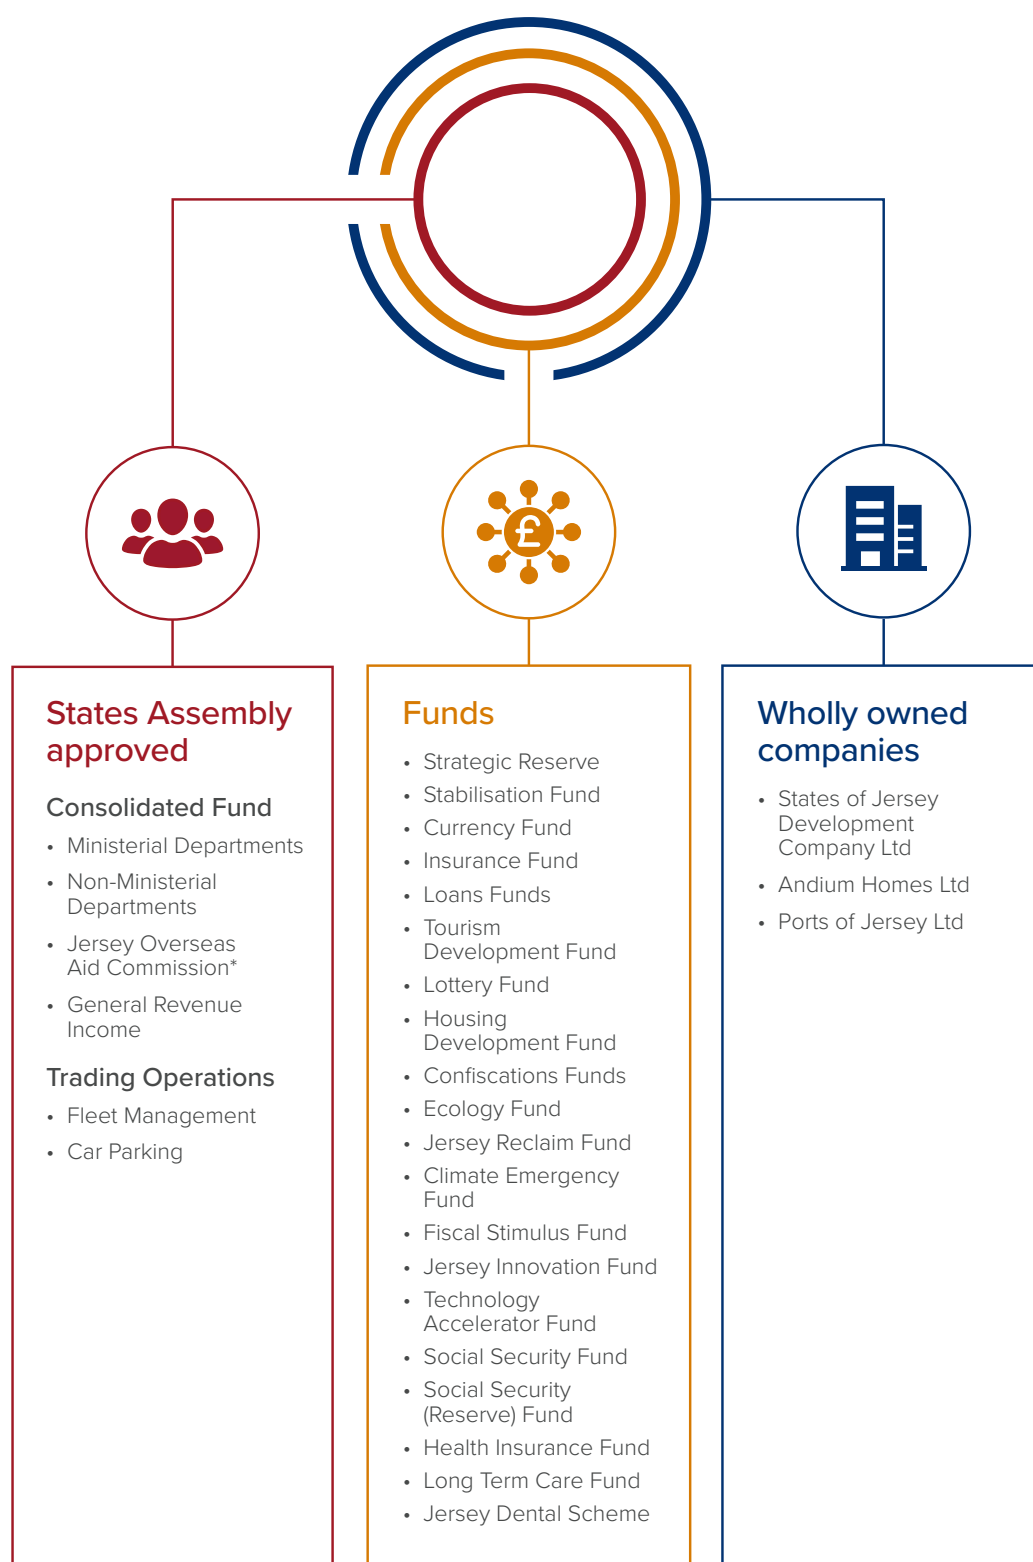 £
States Assembly
approved
Consolidated Fund
• Ministerial Departments
• Non-Ministerial
Departments
• Jersey Overseas
Aid Commission*
• General Revenue
Income
Trading Operations
• Fleet Management
• Car Parking
Funds
• Strategic Reserve
• Stabilisation Fund
• Currency Fund
• Insurance Fund
• Loans Funds
• Tourism
Development Fund
• Lottery Fund
• Housing
Development Fund
• Confiscations Funds
• Ecology Fund
• Jersey Reclaim Fund
• Climate Emergency
Fund
• Fiscal Stimulus Fund
• Jersey Innovation Fund
• Technology
Accelerator Fund
• Social Security Fund
• Social Security
(Reserve) Fund
• Health Insurance Fund
• Long Term Care Fund
• Jersey Dental Scheme
Wholly owned
companies
• States of Jersey
Development
Company Ltd
• Andium Homes Ltd
• Ports of Jersey Ltd